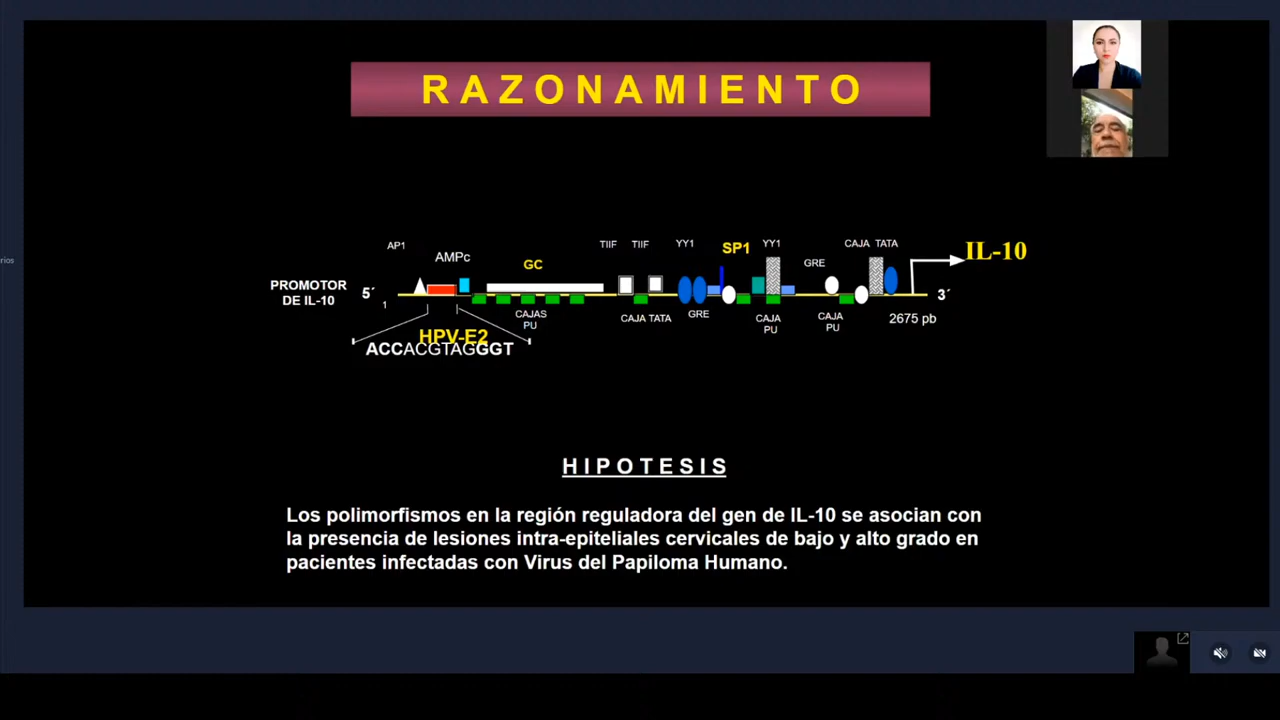 RAZONAMIENTO
AP1
AMPc
GC
TIIF
TIIF
YY1
SP1
YY1
GRE
CAJA TATA
IL-10
PROMOTOR
DE IL-10
5´
1
3´
CAJAS
PU
CAJA TATA
GRE
CAJA
PU
CAJA
PU
2675 pb
HPV-E2
ACCACGTAGGGT
HIPOTESIS
Los polimorfismos en la región reguladora del gen de IL-10 se asocian con
la presencia de lesiones intra-epiteliales cervicales de bajo y alto grado en
pacientes infectadas con Virus del Papiloma Humano.
rios